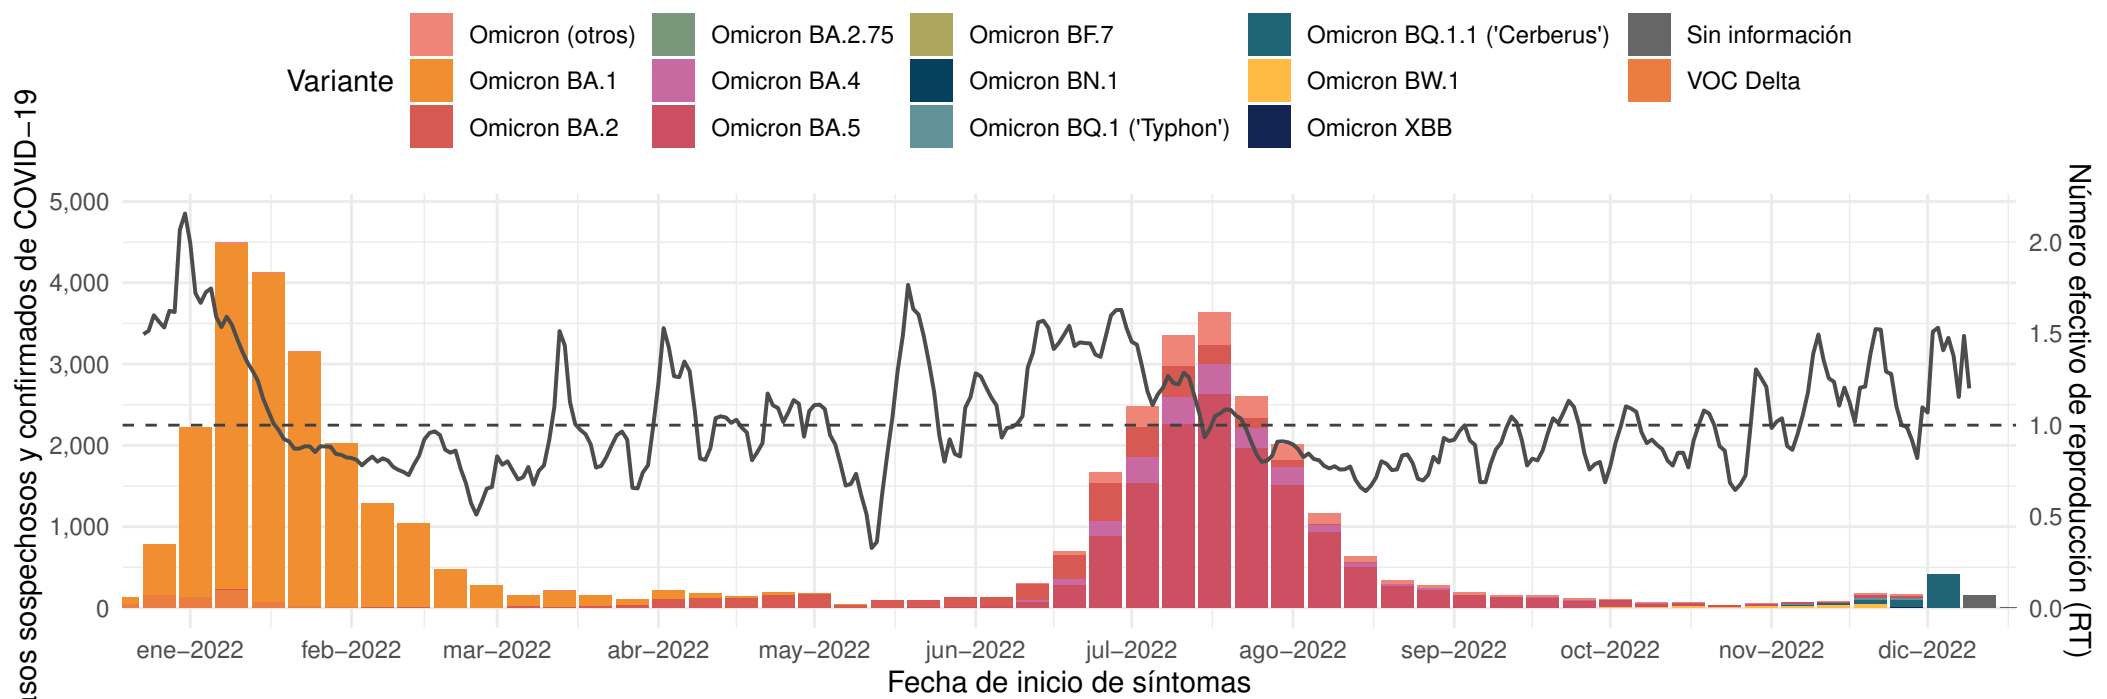 Variante
Omicron (otros)
Omicron BA.1
Omicron BA.2
Omicron BA.2.75
Omicron BA.4
Omicron BA.5
Omicron BF.7
Omicron BN.1
Omicron BQ.1 ('Typhon')
Omicron BQ.1.1 ('Cerberus')
Omicron BW.1
Omicron XBB
Sin información
VOC Delta
sospechosos y confirmados de COVID−19
5,000
4,000
3,000
2,000
1,000
0
2.0
1.5
1.0
0.5
0.0
Número efectivo de reproducción (RT)
ene−2022
feb−2022
mar−2022
abr−2022
may−2022
jun−2022
jul−2022
ago−2022
sep−2022
oct−2022
nov−2022
dic−2022
Fecha de inicio de síntomas